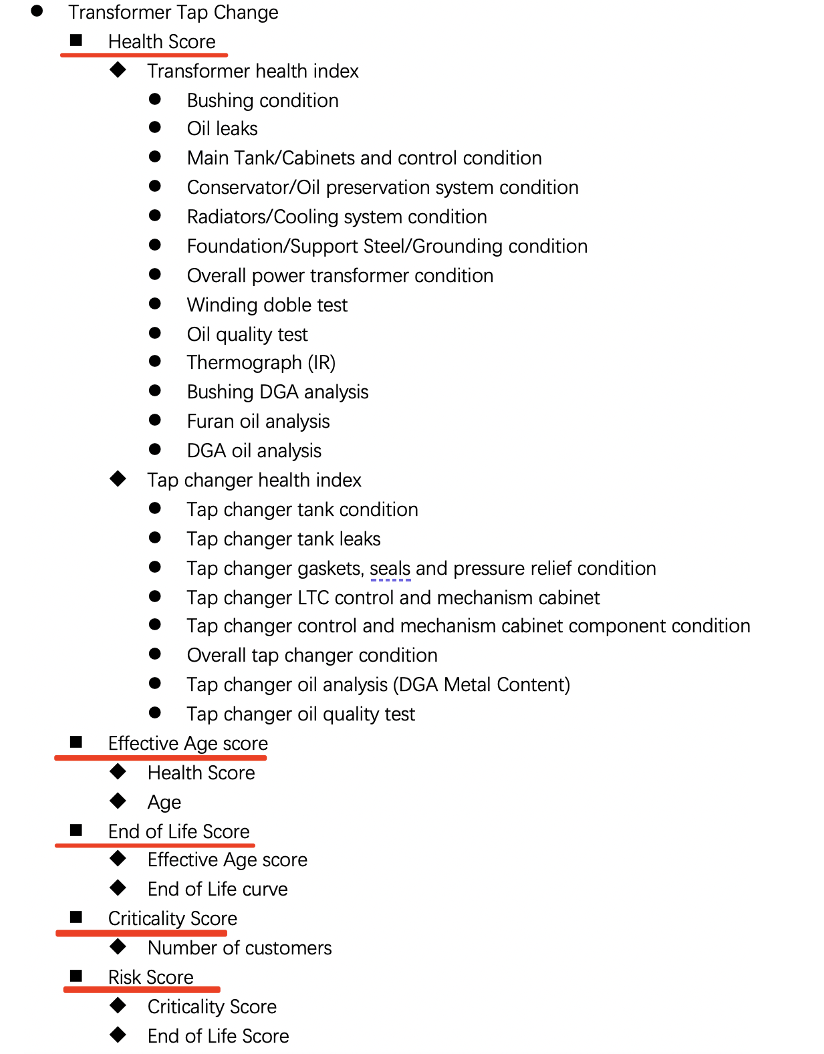 Transformer Tap Change
Health Score
Transformer health index
Bushing condition
Oil leaks
Main Tank/Cabinets and control condition
Conservator/Oil preservation system condition
Radiators/Cooling system condition
Foundation/Support Steel/Grounding condition
Overall power transformer condition
Winding doble test
Oil quality test
Thermograph (IR)
Bushing DGA analysis
Furan oil analysis
DGA oil analysis
Tap changer health index
Tap changer tank condition
Tap changer tank leaks
Tap changer gaskets, seals and pressure relief condition
Tap changer LTC control and mechanism cabinet
Tap changer control and mechanism cabinet component condition
Overall tap changer condition
Tap changer oil analysis (DGA Metal Content)
Tap changer oil quality test
Effective Age score
Health Score
Age
End of Life Score
Effective Age score
End of Life curve
Criticality Score
Number of customers
Risk Score
Criticality Score
End of Life Score